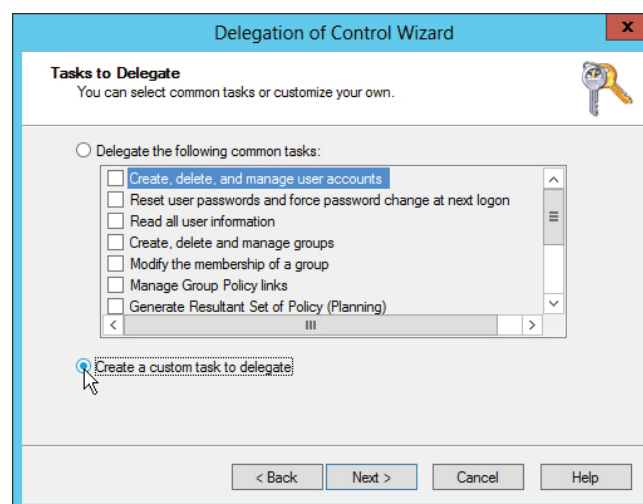 Delegation of Control Wizard
x
Tasks to Delegate
You can select common tasks or customize your own.
Delegate the following common tasks:
Create, delete, and manage user accounts
Reset user passwords and force password change at next logon
Read all user information
Create, delete and manage groups
Modify the membership of a group
Manage Group Policy links
Generate Resultant Set of Policy (Planning)
Create a custom task to delegate
< Back Next > Cancel Help